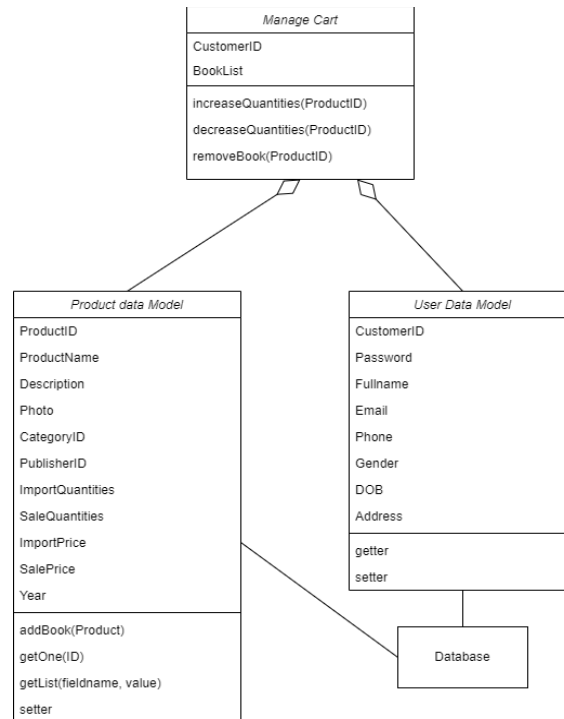 Manage Cart
CustomerID
BookList
increaseQuantities(ProductID)
decreaseQuantities(ProductID)
removeBook(ProductID)
Product data Model
ProductID
ProductName
Description
Photo
CategoryID
PublisherID
ImportQuantities
SaleQuantities
ImportPrice
SalePrice
Year
addBook(Product)
getOne(ID)
getList(fieldname, value)
setter
User Data Model
CustomerID
Password
Fullname
Email
Phone
Gender
DOB
Address
getter
setter
Database